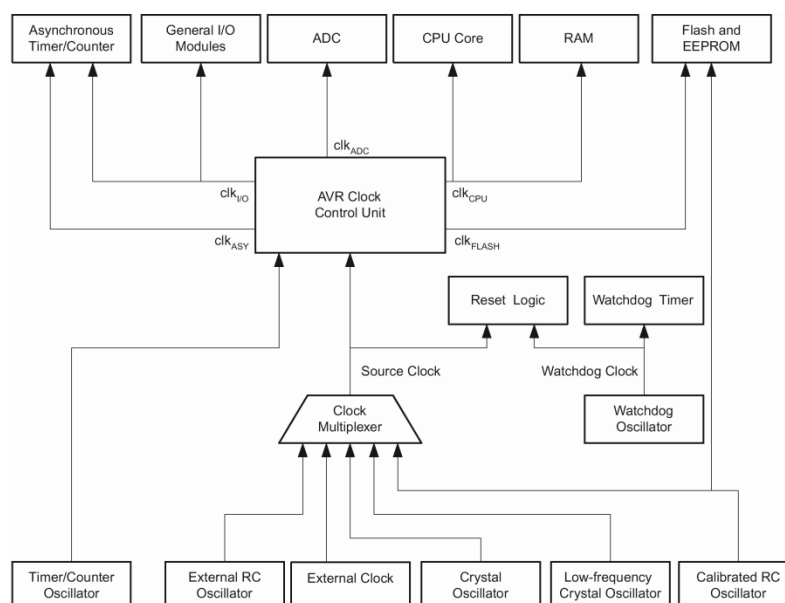 Asynchronous
Timer/Counter
General I/O
Modules
ADC
CPU Core
RAM
Flash and
EEPROM
clkADC
clkI/O
AVR Clock
Control Unit
clkCPU
clkASY
clkFLASH
Reset Logic
Watchdog Timer
Source Clock
Watchdog Clock
Clock
Multiplexer
Watchdog
Oscillator
Timer/Counter
Oscillator
External RC
Oscillator
External Clock
Crystal
Oscillator
Low-frequency
Crystal Oscillator
Calibrated RC
Oscillator